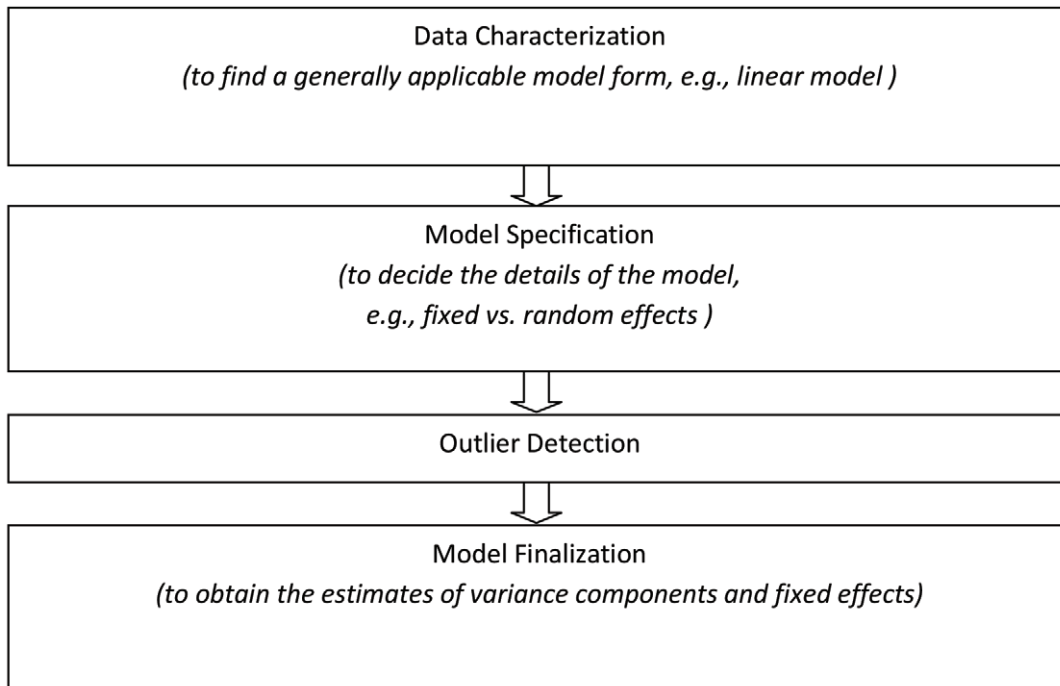 Data Characterization
(to find a generally applicable model form, e.g., linear model )
Model Specification
(to decide the details of the model,
e.g., fixed vs. random effects )
Outlier Detection
Model Finalization
(to obtain the estimates of variance components and fixed effects)